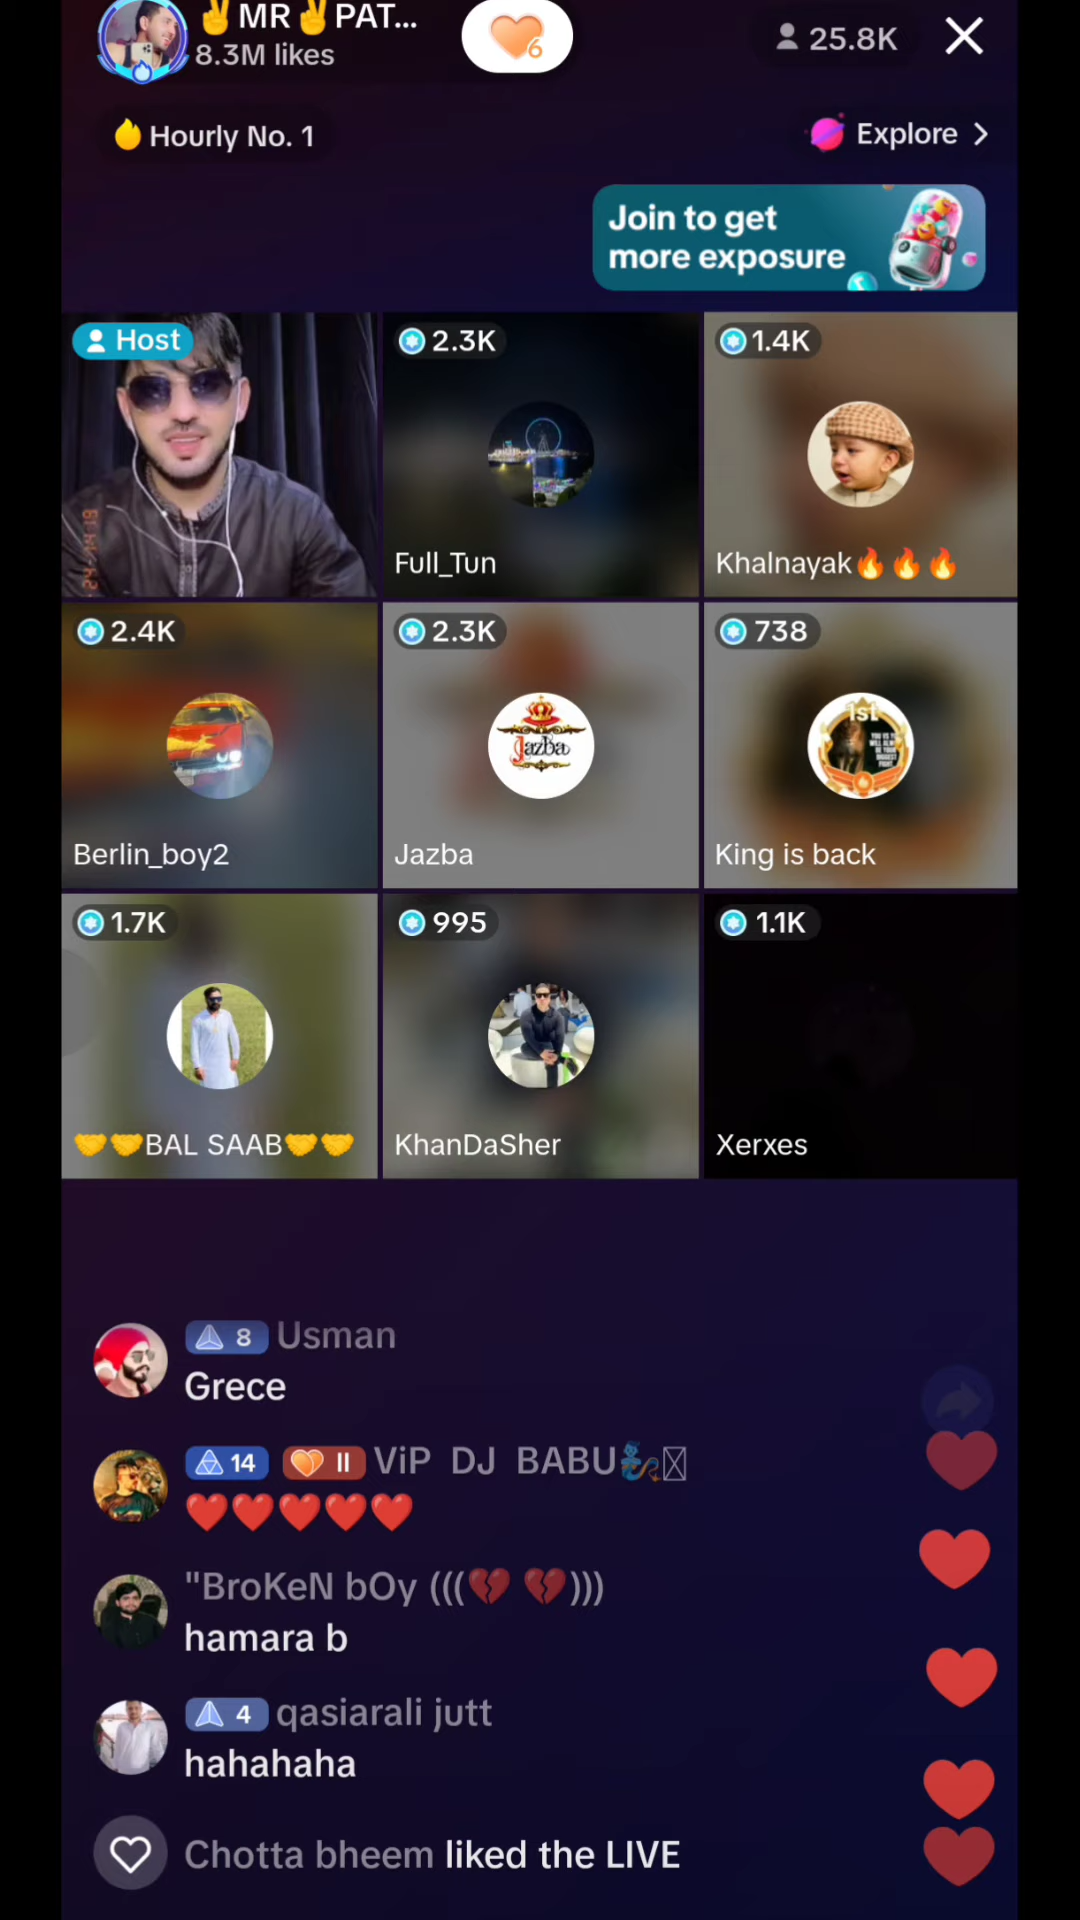 ✌️MR✌️PAT...
8.3M likes
6
25.8K
Hourly No. 1
Explore
Join to get
more exposure
Host
2.3K
1.4K
Full_Tun
Khalnayak🔥🔥🔥
2.4K
2.3K
738
Jazba
1st
Berlin_boy2
Jazba
King is back
1.7K
995
1.1K
🤝🤝BAL SAAB🤝🤝
KhanDaSher
Xerxes
8 Usman
Grece
14 II ViP DJ BABU🧞‍♂️
❤️❤️❤️❤️❤️
"BroKeN bOy (((💔 💔)))
hamara b
4 qasiarali jutt
hahahaha
Chotta bheem liked the LIVE